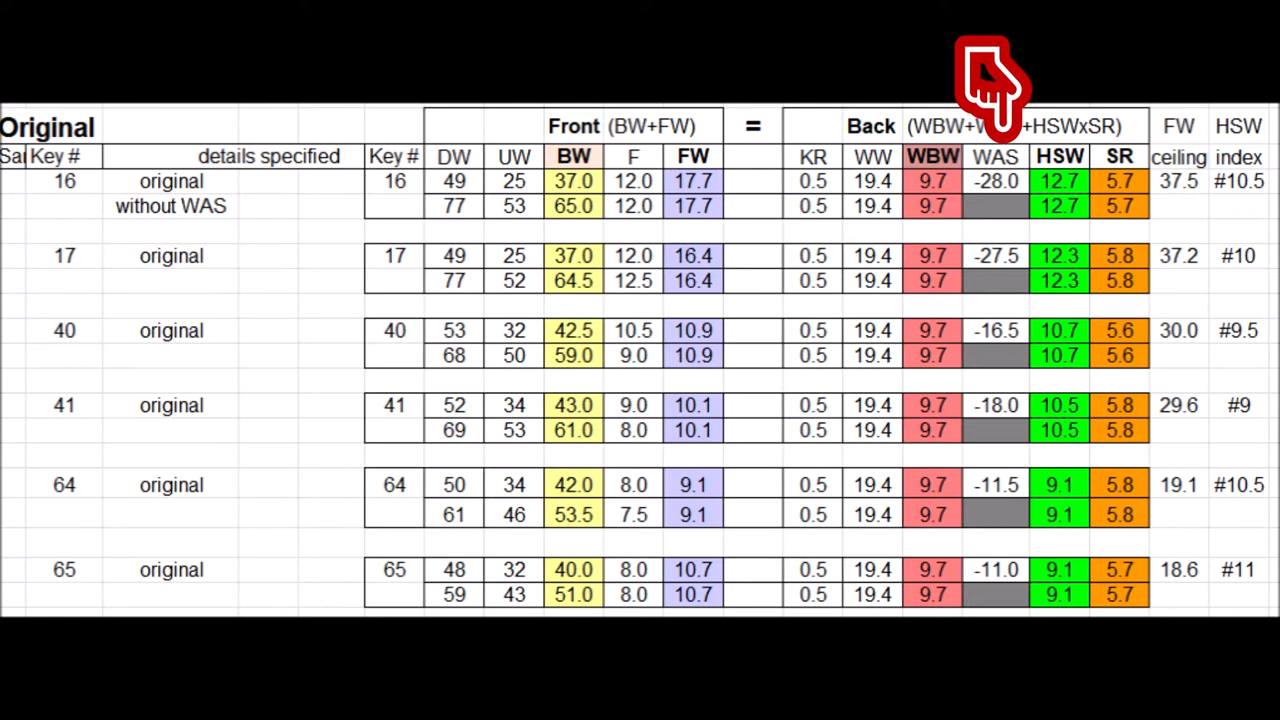 Original Front (BW+FW) = Back (WBW+ +HSWxSR) FW HSW
Key # details specified Key # DW UW BW F FW KR WW WBW WAS HSW SR ceiling index
16 original 16 49 25 37.0 12.0 17.7 0.5 19.4 9.7 -28.0 12.7 5.7 37.5 #10.5
without WAS 77 53 65.0 12.0 17.7 0.5 19.4 9.7 12.7 5.7
17 original 17 49 25 37.0 12.0 16.4 0.5 19.4 9.7 -27.5 12.3 5.8 37.2 #10
77 52 64.5 12.5 16.4 0.5 19.4 9.7 12.3 5.8
40 original 40 53 32 42.5 10.5 10.9 0.5 19.4 9.7 -16.5 10.7 5.6 30.0 #9.5
68 50 59.0 9.0 10.9 0.5 19.4 9.7 10.7 5.6
41 original 41 52 34 43.0 9.0 10.1 0.5 19.4 9.7 -18.0 10.5 5.8 29.6 #9
69 53 61.0 8.0 10.1 0.5 19.4 9.7 10.5 5.8
64 original 64 50 34 42.0 8.0 9.1 0.5 19.4 9.7 -11.5 9.1 5.8 19.1 #10.5
61 46 53.5 7.5 9.1 0.5 19.4 9.7 9.1 5.8
65 original 65 48 32 40.0 8.0 10.7 0.5 19.4 9.7 -11.0 9.1 5.7 18.6 #11
59 43 51.0 8.0 10.7 0.5 19.4 9.7 9.1 5.7